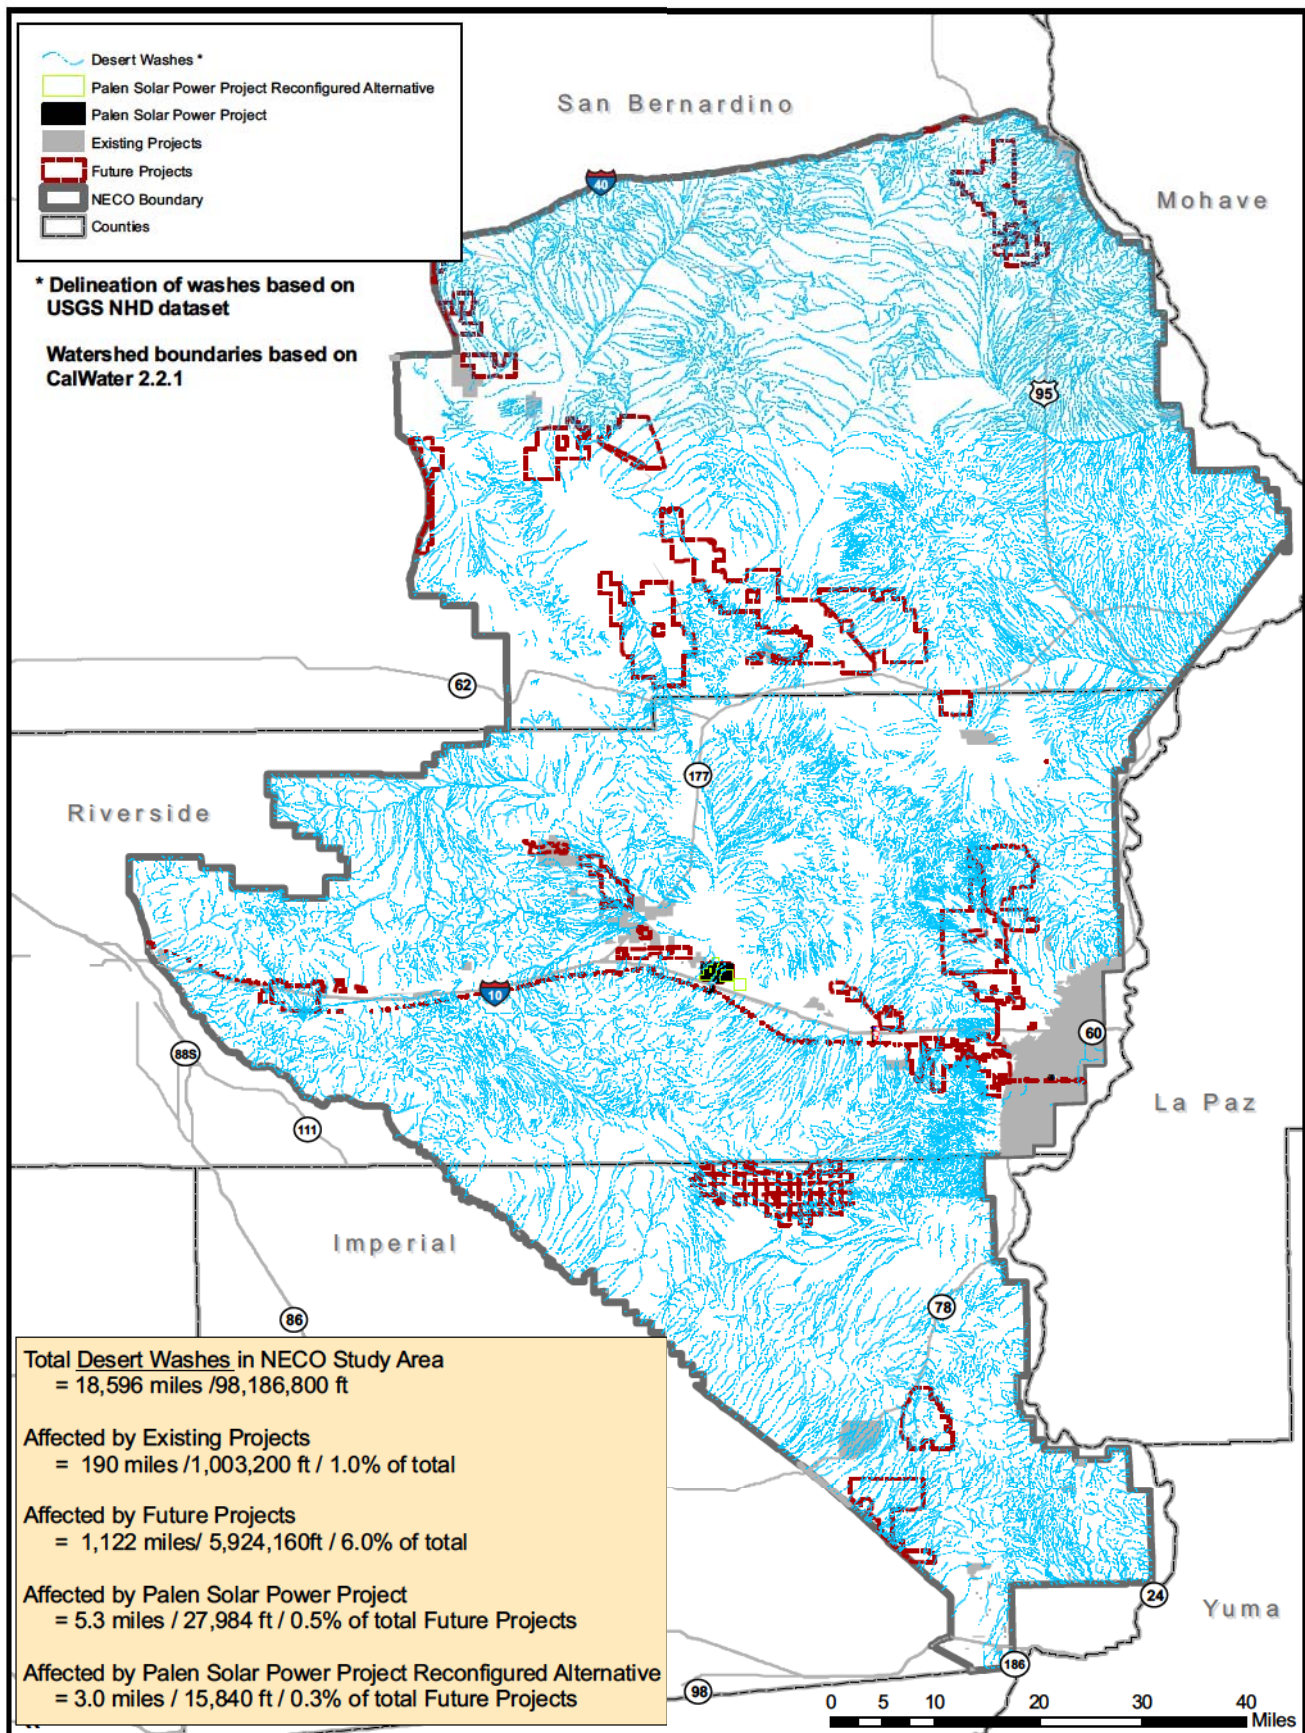 Desert Washes *
Palen Solar Power Project Reconfigured Alternative
Palen Solar Power Project
Existing Projects
Future Projects
NECO Boundary
Counties
* Delineation of washes based on
USGS NHD dataset
Watershed boundaries based on
CalWater 2.2.1
San Bernardino
40
Mohave
95
62
177
Riverside
10
60
88S
111
La Paz
Imperial
86
78
24
Yuma
186
98
Total Desert Washes in NECO Study Area
= 18,596 miles /98,186,800 ft
Affected by Existing Projects
= 190 miles /1,003,200 ft / 1.0% of total
Affected by Future Projects
= 1,122 miles/ 5,924,160ft / 6.0% of total
Affected by Palen Solar Power Project
= 5.3 miles / 27,984 ft / 0.5% of total Future Projects
Affected by Palen Solar Power Project Reconfigured Alternative
= 3.0 miles / 15,840 ft / 0.3% of total Future Projects
0 5 10 20 30 40
Miles